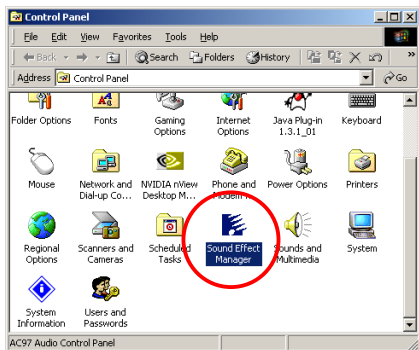 Control Panel
File Edit View Favorites Tools Help
Back Search Folders History »
Address Control Panel Go
Folder Options Fonts Gaming Options Internet Options Java Plug-in 1.3.1_01 Keyboard
Mouse Network and Dial-up Co... NVIDIA nView Desktop M... Phone and Modem Power Options Printers
Regional Options Scanners and Cameras Scheduled Tasks Sound Effect Manager Sounds and Multimedia System
System Information Users and Passwords
AC97 Audio Control Panel